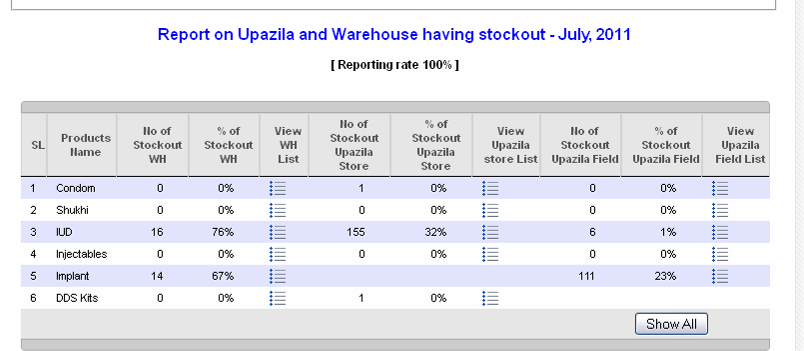 Report on Upazila and Warehouse having stockout - July, 2011
[ Reporting rate 100% ]
SL Products Name No of Stockout WH % of Stockout WH View WH List No of Stockout Upazila Store % of Stockout Upazila Store View Upazila store List No of Stockout Upazila Field % of Stockout Upazila Field View Upazila Field List
1 Condom 0 0% 1 0% 0 0%
2 Shukhi 0 0% 0 0% 0 0%
3 IUD 16 76% 155 32% 6 1%
4 Injectables 0 0% 0 0% 0 0%
5 Implant 14 67% 111 23%
6 DDS Kits 0 0% 1 0%
Show All